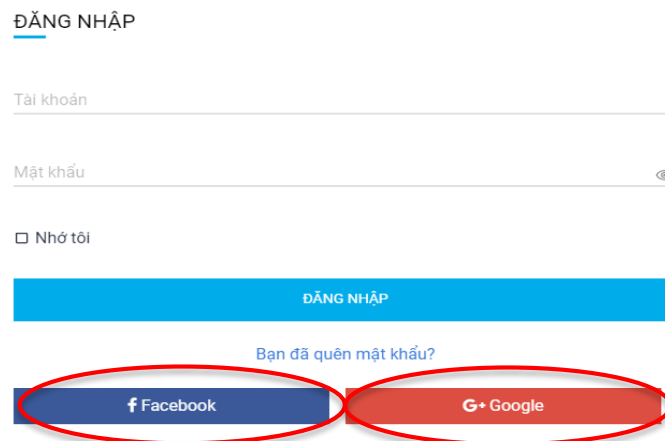 ĐĂNG NHẬP
Tài khoản
Mật khẩu
Nhớ tôi
ĐĂNG NHẬP
Bạn đã quên mật khẩu?
f Facebook G+ Google